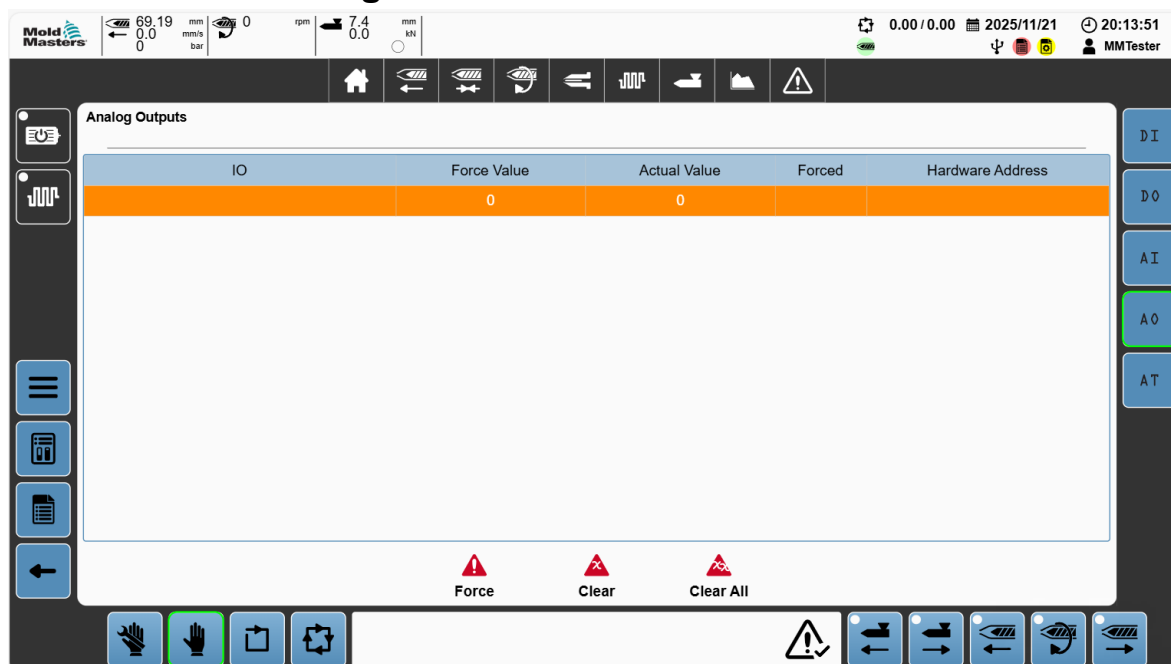 Mold
Masters
69.19 mm
0.0 mm/s
0 bar
0 rpm
7.4 mm
0.0 kN
0.00 / 0.00
2025/11/21
20:13:51
MMTester
Analog Outputs
IO Force Value Actual Value Forced Hardware Address
0 0
DI
DO
AI
AO
AT
Force Clear Clear All